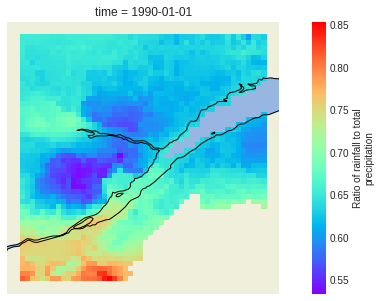 time = 1990-01-01
0.85
0.80
0.75
0.70
0.65
0.60
0.55
Ratio of rainfall to total
precipitation